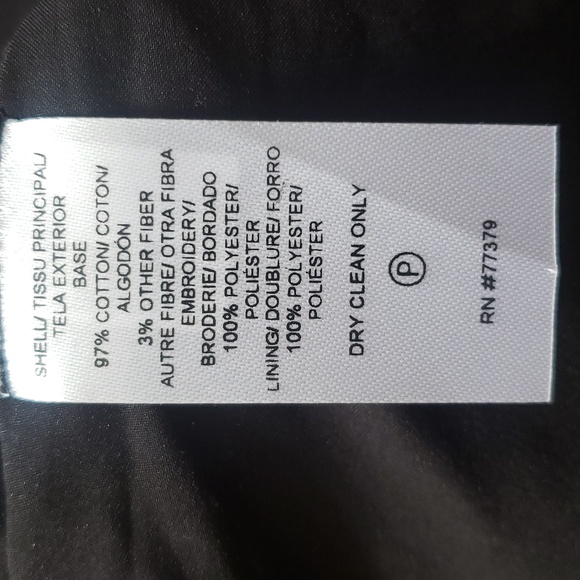 SHELL/ TISSU PRINCIPAL/
TELA EXTERIOR
BASE
97% COTTON/ COTON/
ALGODÓN
3% OTHER FIBER
AUTRE FIBRE/ OTRA FIBRA
EMBROIDERY/
BRODERIE/ BORDADO
100% POLYESTER/
POLIÉSTER
LINING/ DOUBLURE/ FORRO
100% POLYESTER/
POLIÉSTER
DRY CLEAN ONLY
P
RN #77379